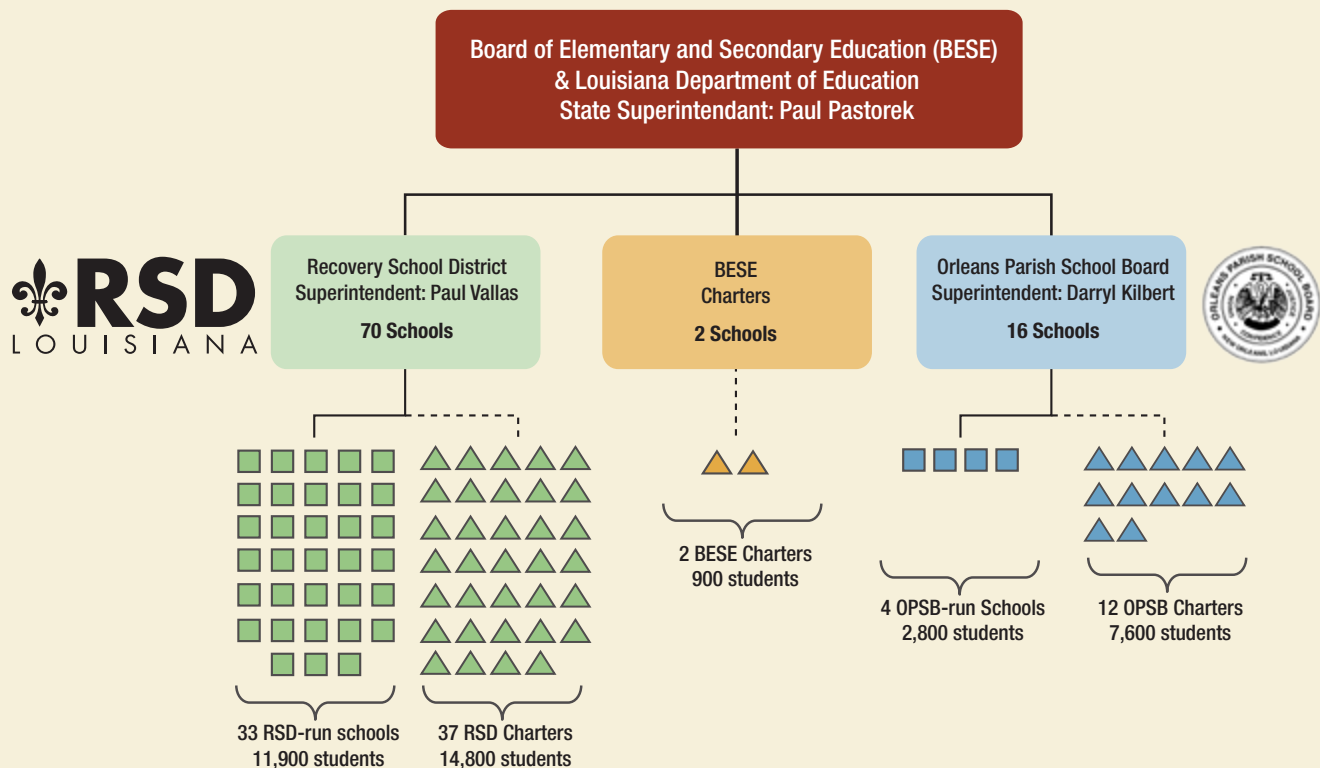 Board of Elementary and Secondary Education (BESE)
& Louisiana Department of Education
State Superintendant: Paul Pastorek
RSD
LOUISIANA
Recovery School District
Superintendent: Paul Vallas
70 Schools
BESE
Charters
2 Schools
Orleans Parish School Board
Superintendent: Darryl Kilbert
16 Schools
ORLEANS PARISH SCHOOL BOARD
UNION
JUSTICE
CONFIDENCE
NEW ORLEANS, LOUISIANA
2 BESE Charters
900 students
4 OPSB-run Schools
2,800 students
12 OPSB Charters
7,600 students
33 RSD-run schools
11,900 students
37 RSD Charters
14,800 students